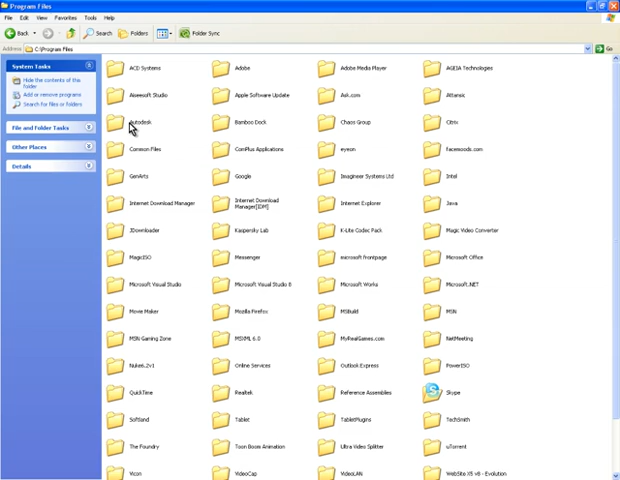 Program Files
File Edit View Favorites Tools Help
Back Search Folders Folder Sync
Address C:\Program Files Go
System Tasks
Hide the contents of this folder
Add or remove programs
Search for files or folders
File and Folder Tasks
Other Places
Details
ACD Systems Adobe Adobe Media Player AGEIA Technologies
Aiseesoft Studio Apple Software Update Ask.com
Autodesk Bamboo Dock Chaos Group Citrix
Common Files ComPlus Applications eyeon facemoods.com
GenArts Google Imagineer Systems Ltd Intel
Internet Download Manager Internet Download Manager[IDM] Internet Explorer Java
JDownloader Kaspersky Lab K-Lite Codec Pack Magic Video Converter
MagicISO Messenger microsoft frontpage Microsoft Office
Microsoft Visual Studio Microsoft Visual Studio 8 Microsoft Works Microsoft.NET
Movie Maker Mozilla Firefox MSBuild MSN
MSN Gaming Zone MSXML 6.0 MyRealGames.com NetMeeting
Nuke6.2v1 Online Services Outlook Express PowerISO
QuickTime Realtek Reference Assemblies Skype
Softland Tablet TabletPlugins TechSmith
The Foundry Toon Boom Animation Ultra Video Splitter uTorrent
Vicon VideoCap VideoLAN WebSite X5 v8 - Evolution